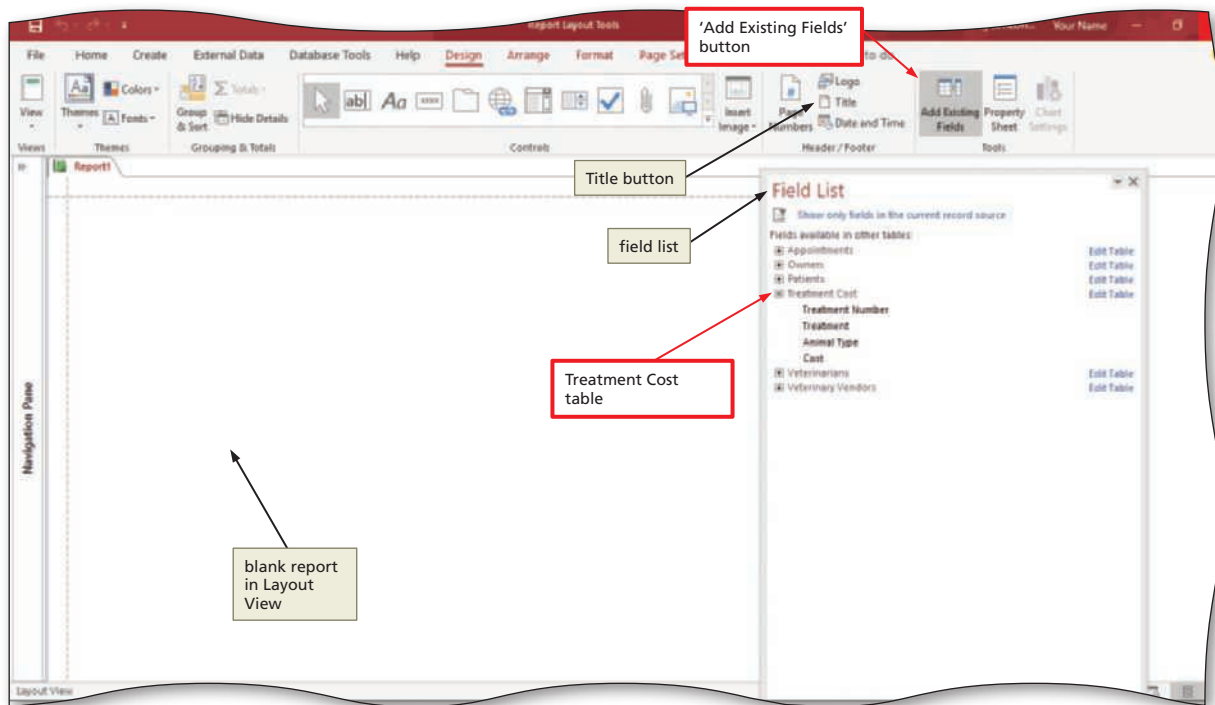 Report Layout Tools
Your Name
'Add Existing Fields'
button
File
Home
Create
External Data
Database Tools
Help
Design
Arrange
Format
Page Set
to do
View
Themes
Colors
Fonts
Group
& Sort
Totals
Hide Details
Insert
Image
Page
Numbers
Logo
Title
Date and Time
Add Existing
Fields
Property
Sheet
Chart
Settings
Views
Themes
Grouping & Totals
Controls
Header / Footer
Tools
Report1
Title button
field list
Field List
Show only fields in the current record source
Fields available in other tables:
Appointments Edit Table
Owners Edit Table
Patients Edit Table
Treatment Cost Edit Table
Treatment Number
Treatment
Animal Type
Cost
Veterinarians Edit Table
Veterinary Vendors Edit Table
Treatment Cost
table
Navigation Pane
blank report
in Layout
View
Layout View